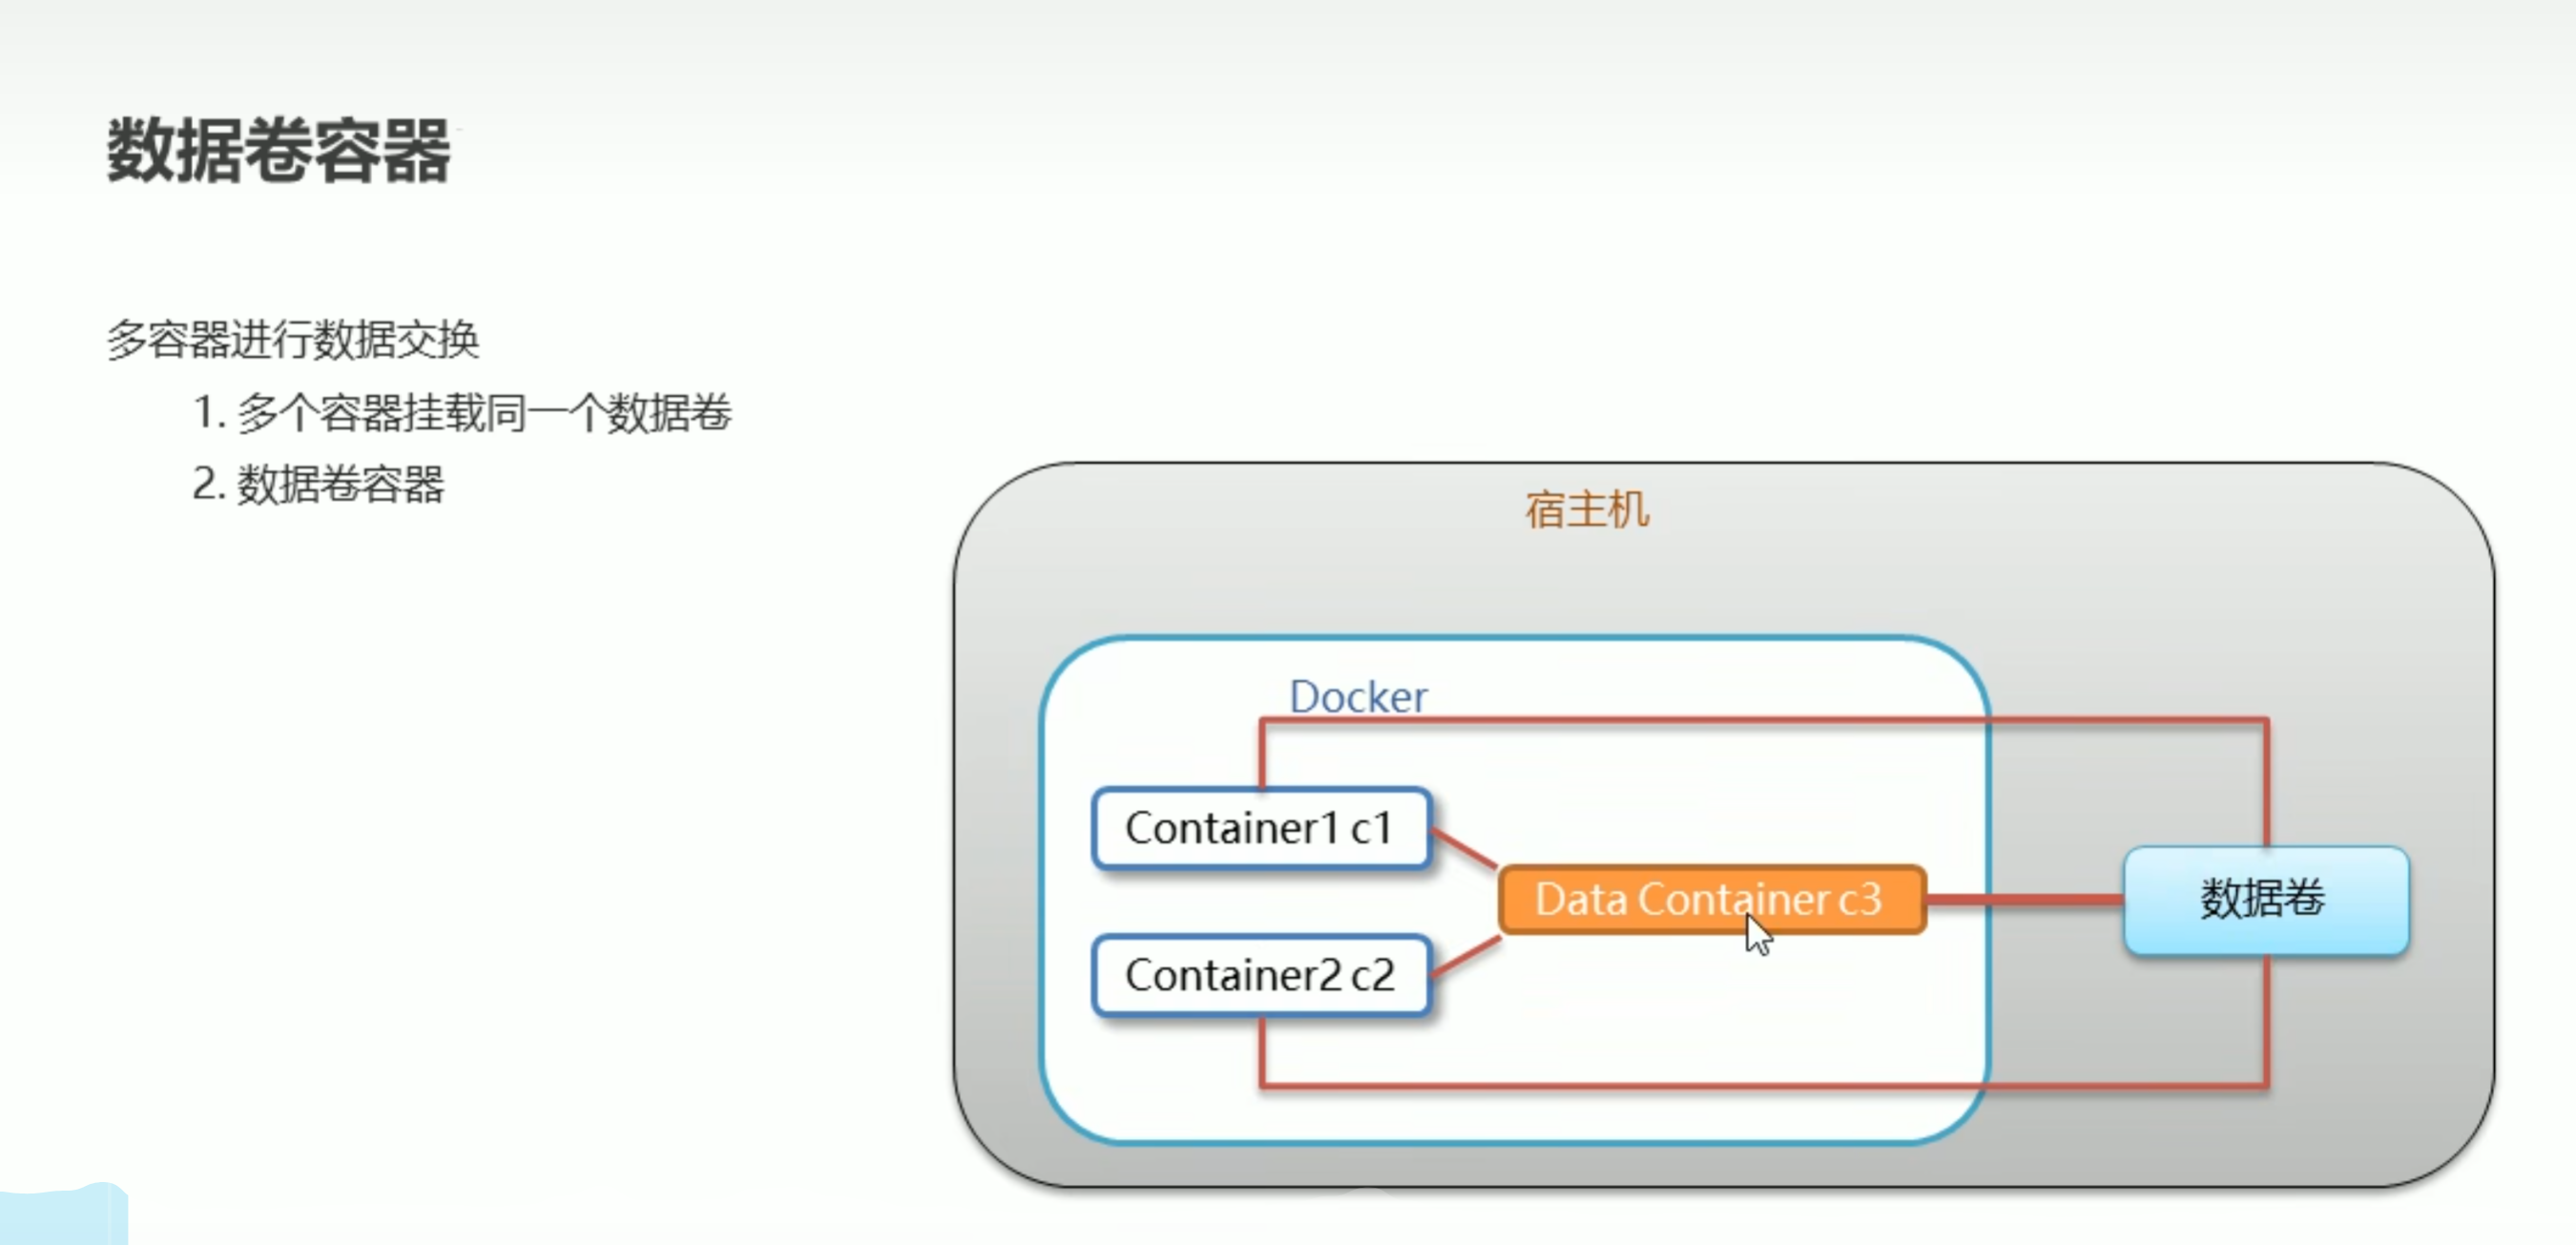 数据卷容器
多容器进行数据交换
1. 多个容器挂载同一个数据卷
2. 数据卷容器
宿主机
Docker
Container1 c1
Data Container c3
数据卷
Container2 c2